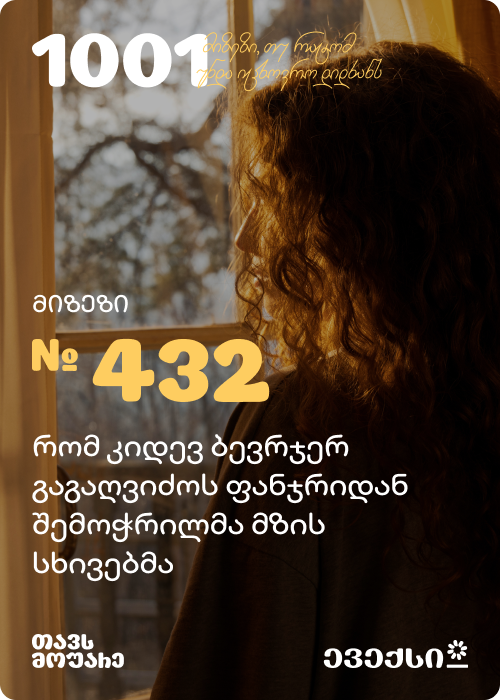 1001 მიზეზი, თუ რატომ
უნდა იცხოვრო დიდხანს
მიზეზი
№ 432
რომ კიდევ ბევრჯერ
გაგაღვიძოს ფანჯრიდან
შემოჭრილმა მზის
სხივებმა
თავს
მოუარე
ევექსი